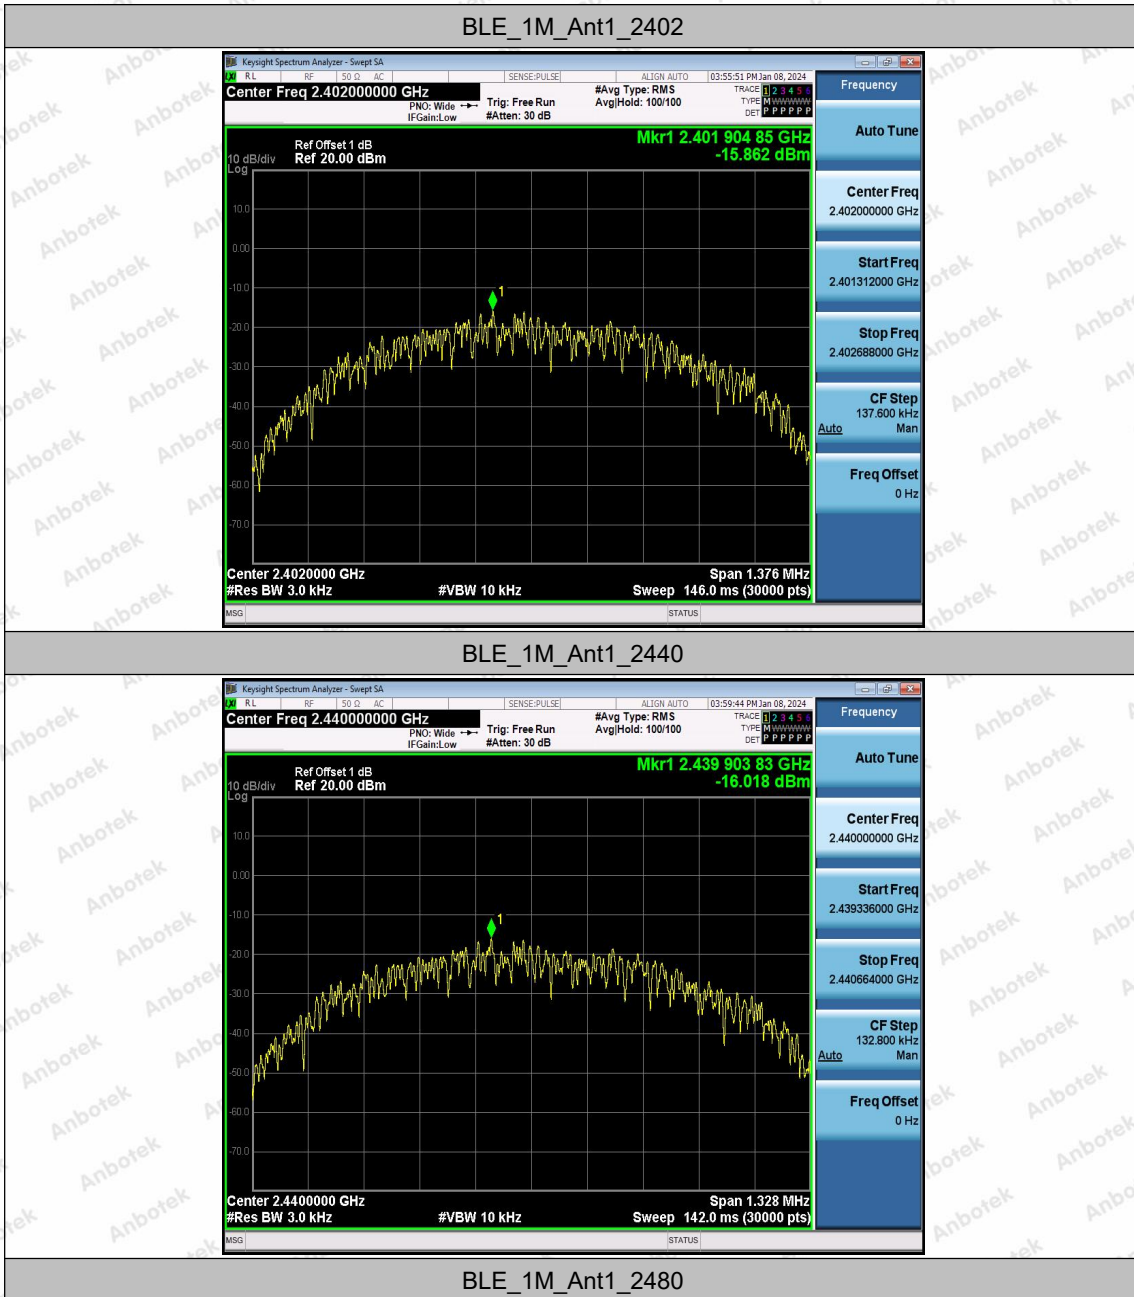 BLE_1M_Ant1_2402
Keysight Spectrum Analyzer - Swept SA
LXI RL RF 50 Ω AC SENSE:PULSE ALIGN AUTO 03:55:51 PM Jan 08, 2024
Center Freq 2.402000000 GHz #Avg Type: RMS TRACE 1 2 3 4 5 6
PNO: Wide Trig: Free Run Avg|Hold: 100/100 TYPE M WWWWW
IFGain:Low #Atten: 30 dB DET P P P P P P
Frequency
Auto Tune
Mkr1 2.401 904 85 GHz
-15.862 dBm
Ref Offset 1 dB
10 dB/div Ref 20.00 dBm
Log
10.0
0.00
-10.0
-20.0
-30.0
-40.0
-50.0
-60.0
-70.0
1
Center Freq
2.402000000 GHz
Start Freq
2.401312000 GHz
Stop Freq
2.402688000 GHz
CF Step
137.600 kHz
Auto Man
Freq Offset
0 Hz
Center 2.4020000 GHz Span 1.376 MHz
#Res BW 3.0 kHz #VBW 10 kHz Sweep 146.0 ms (30000 pts)
MSG STATUS
BLE_1M_Ant1_2440
Keysight Spectrum Analyzer - Swept SA
LXI RL RF 50 Ω AC SENSE:PULSE ALIGN AUTO 03:59:44 PM Jan 08, 2024
Center Freq 2.440000000 GHz #Avg Type: RMS TRACE 1 2 3 4 5 6
PNO: Wide Trig: Free Run Avg|Hold: 100/100 TYPE M WWWWW
IFGain:Low #Atten: 30 dB DET P P P P P P
Frequency
Auto Tune
Mkr1 2.439 903 83 GHz
-16.018 dBm
Ref Offset 1 dB
10 dB/div Ref 20.00 dBm
Log
10.0
0.00
-10.0
-20.0
-30.0
-40.0
-50.0
-60.0
-70.0
1
Center Freq
2.440000000 GHz
Start Freq
2.439336000 GHz
Stop Freq
2.440664000 GHz
CF Step
132.800 kHz
Auto Man
Freq Offset
0 Hz
Center 2.4400000 GHz Span 1.328 MHz
#Res BW 3.0 kHz #VBW 10 kHz Sweep 142.0 ms (30000 pts)
MSG STATUS
BLE_1M_Ant1_2480
Anbotek